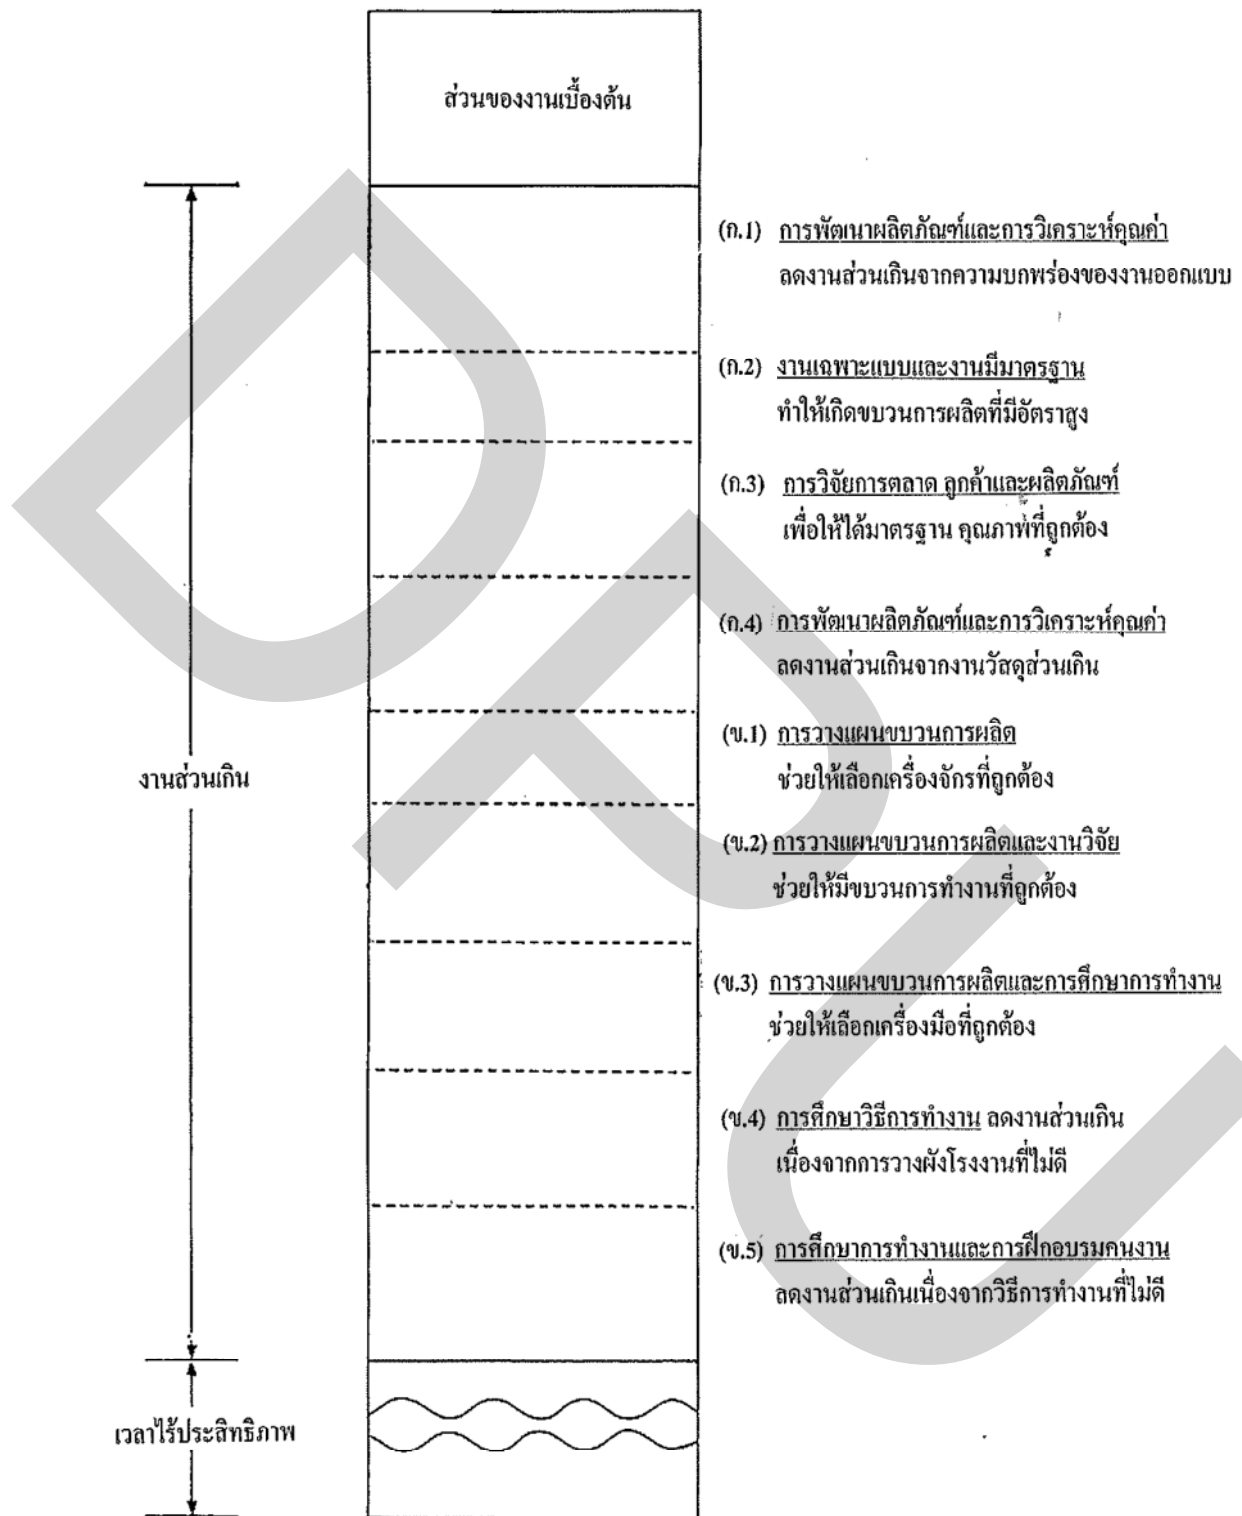 ส่วนของงานเบื้องต้น
(ก.1) การพัฒนาผลิตภัณฑ์และการวิเคราะห์คุณค่า
ลดงานส่วนเกินจากความบกพร่องของงานออกแบบ
(ก.2) งานเฉพาะแบบและงานมีมาตรฐาน
ทำให้เกิดขบวนการผลิตที่มีอัตราสูง
(ก.3) การวิจัยการตลาด ลูกค้าและผลิตภัณฑ์
เพื่อให้ได้มาตรฐาน คุณภาพที่ถูกต้อง
(ก.4) การพัฒนาผลิตภัณฑ์และการวิเคราะห์คุณค่า
ลดงานส่วนเกินจากงานวัสดุส่วนเกิน
(ข.1) การวางแผนขบวนการผลิต
ช่วยให้เลือกเครื่องจักรที่ถูกต้อง
งานส่วนเกิน
(ข.2) การวางแผนขบวนการผลิตและงานวิจัย
ช่วยให้มีขบวนการทำงานที่ถูกต้อง
(ข.3) การวางแผนขบวนการผลิตและการศึกษาการทำงาน
ช่วยให้เลือกเครื่องมือที่ถูกต้อง
(ข.4) การศึกษาวิธีการทำงาน ลดงานส่วนเกิน
เนื่องจากการวางผังโรงงานที่ไม่ดี
(ข.5) การศึกษาการทำงานและการฝึกอบรมคนงาน
ลดงานส่วนเกินเนื่องจากวิธีการทำงานที่ไม่ดี
เวลาไร้ประสิทธิภาพ
DPU